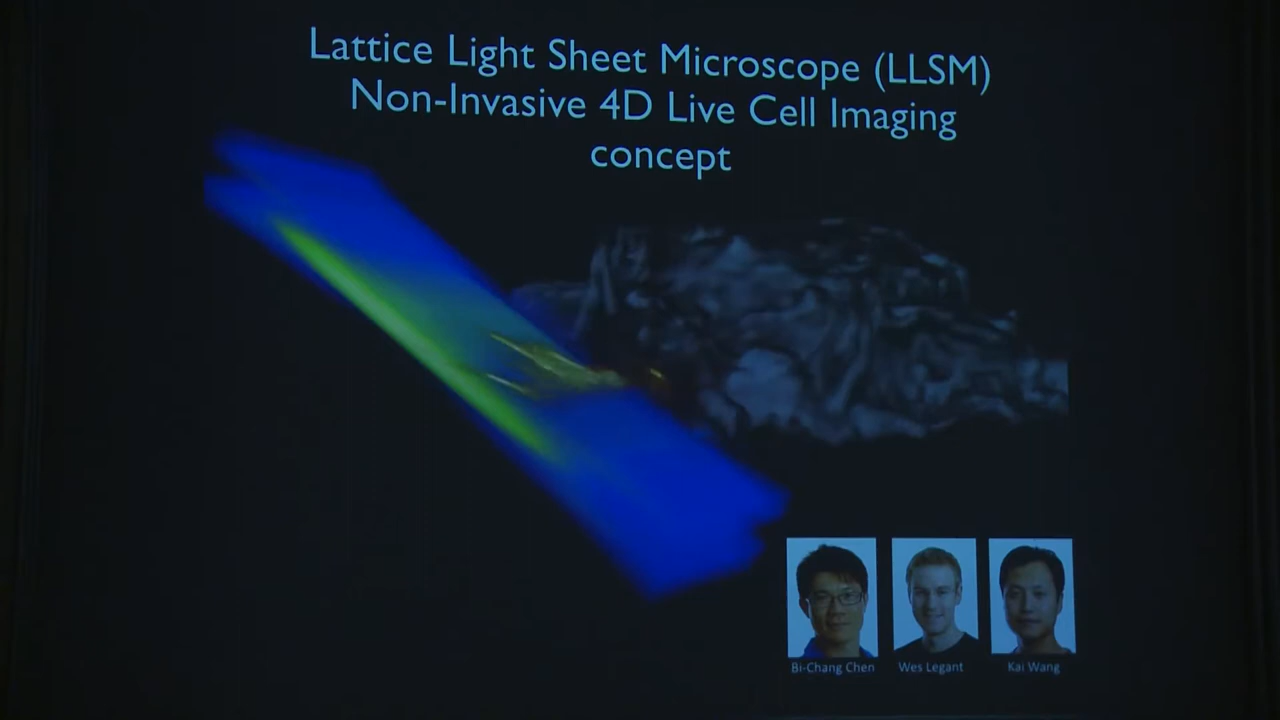 Lattice Light Sheet Microscope (LLSM)
Non-Invasive 4D Live Cell Imaging
concept
Bi-Chang Chen
Wes Legant
Kai Wang